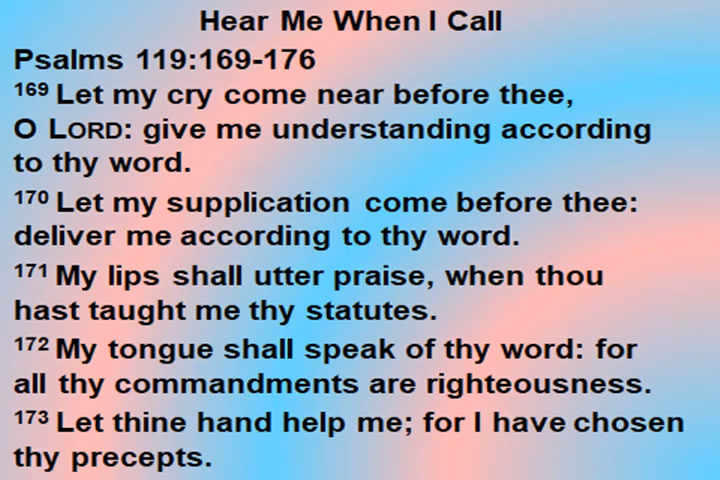 Hear Me When I Call
Psalms 119:169-176
169 Let my cry come near before thee,
O LORD: give me understanding according
to thy word.
170 Let my supplication come before thee:
deliver me according to thy word.
171 My lips shall utter praise, when thou
hast taught me thy statutes.
172 My tongue shall speak of thy word: for
all thy commandments are righteousness.
173 Let thine hand help me; for I have chosen
thy precepts.